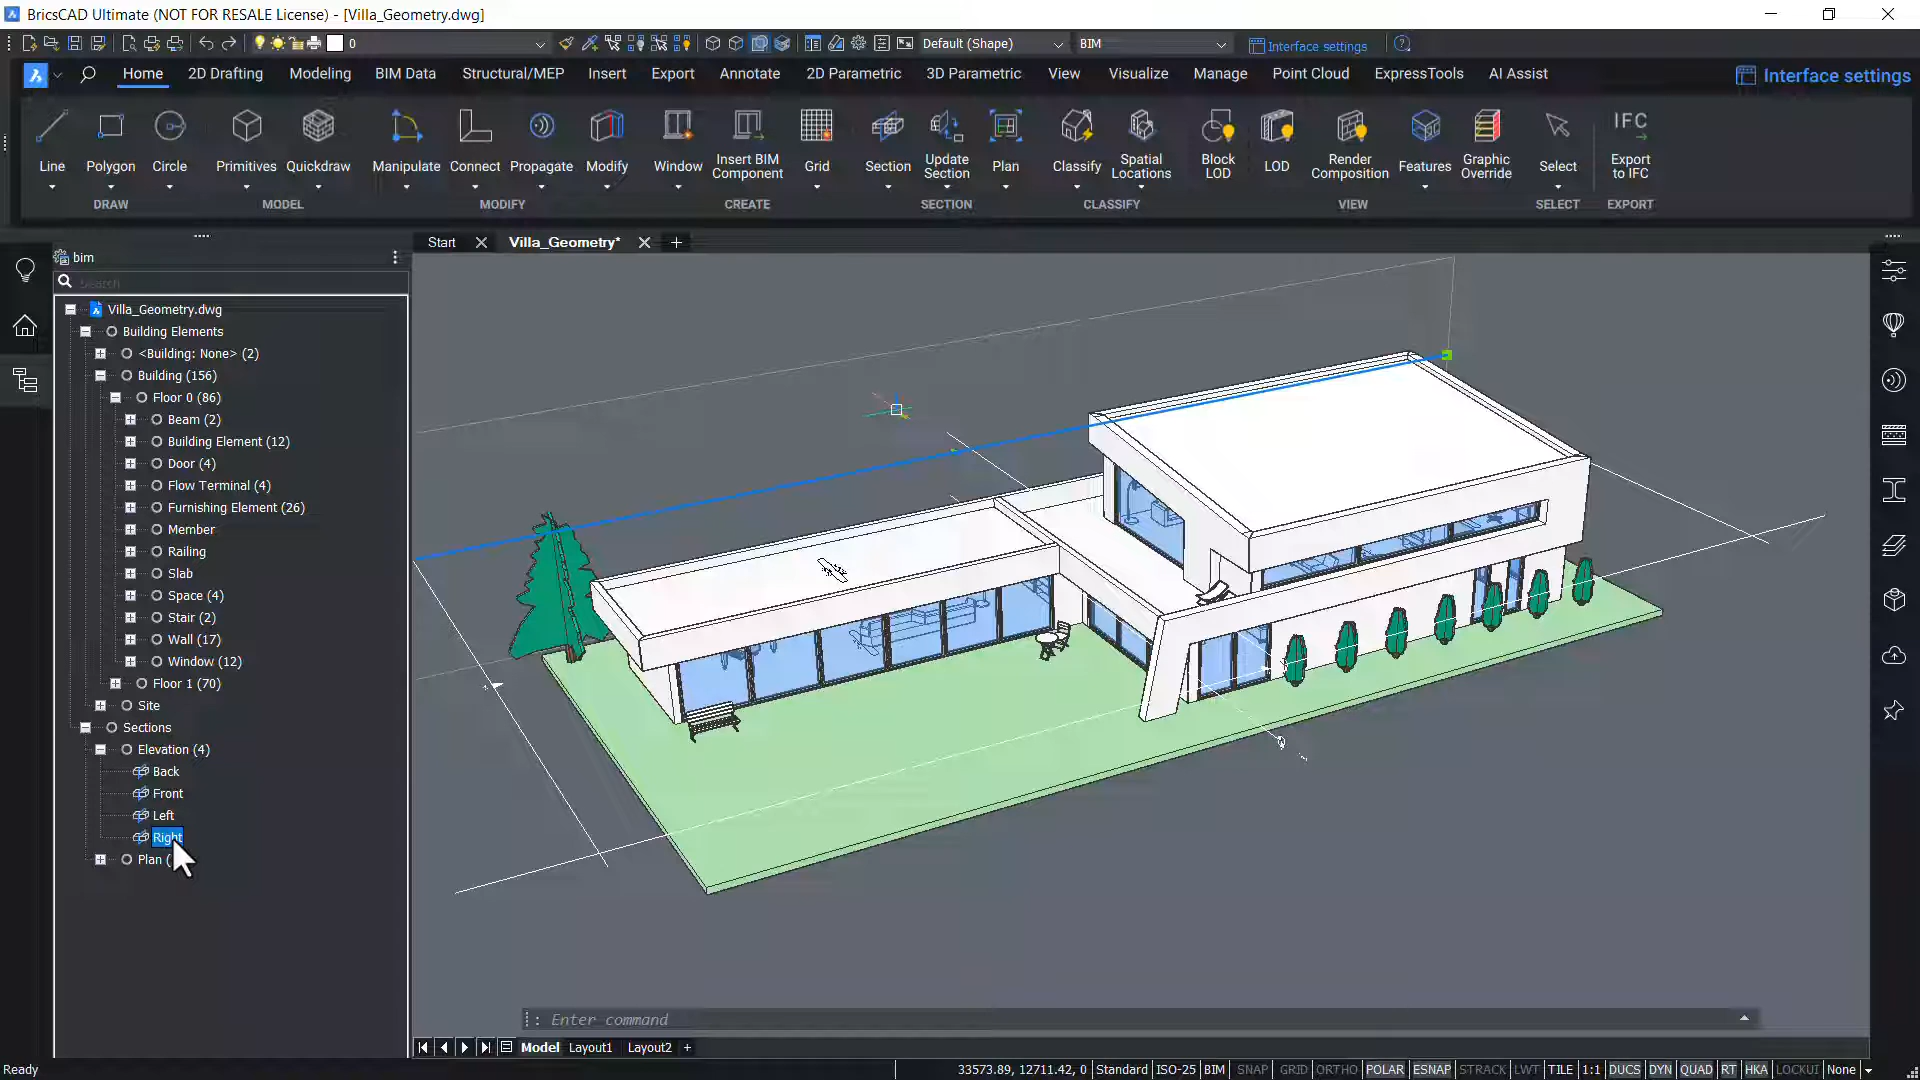 BricsCAD Ultimate (NOT FOR RESALE License) - [Villa_Geometry.dwg]
0
Default (Shape)
BIM
Interface settings
Home
2D Drafting
Modeling
BIM Data
Structural/MEP
Insert
Export
Annotate
2D Parametric
3D Parametric
View
Visualize
Manage
Point Cloud
ExpressTools
AI Assist
Interface settings
Line
Polygon
Circle
Primitives
Quickdraw
Manipulate
Connect
Propagate
Modify
Window
Insert BIM
Component
Grid
Section
Update
Section
Plan
Classify
Spatial
Locations
Block
LOD
LOD
Render
Composition
Features
Graphic
Override
Select
IFC
Export
to IFC
DRAW
MODEL
MODIFY
CREATE
SECTION
CLASSIFY
VIEW
SELECT
EXPORT
bim
Search
Start
Villa_Geometry*
Villa_Geometry.dwg
Building Elements
<Building: None> (2)
Building (156)
Floor 0 (86)
Beam (2)
Building Element (12)
Door (4)
Flow Terminal (4)
Furnishing Element (26)
Member
Railing
Slab
Space (4)
Stair (2)
Wall (17)
Window (12)
Floor 1 (70)
Site
Sections
Elevation (4)
Back
Front
Left
Right
Plan (
: Enter command
Model
Layout1
Layout2
+
Ready
33573.89, 12711.42, 0
Standard
ISO-25
BIM
SNAP
GRID
ORTHO
POLAR
ESNAP
STRACK
LWT
TILE
1:1
DUCS
DYN
QUAD
RT
HKA
LOCKUI
None